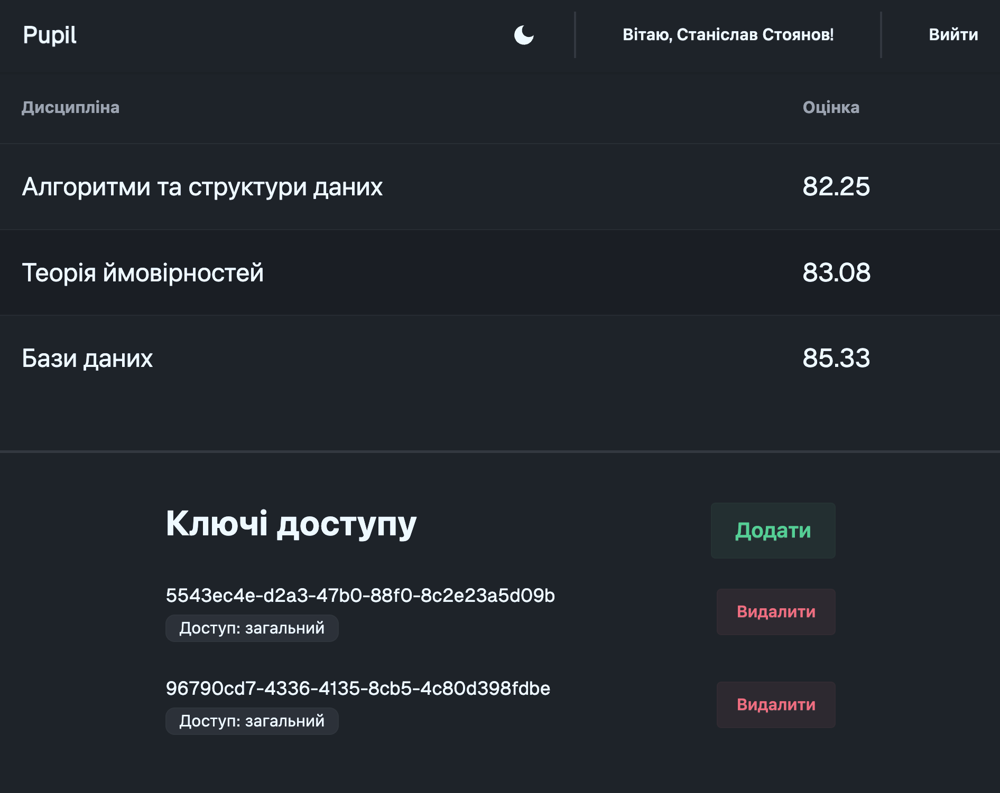 Pupil
Вітаю, Станіслав Стоянов!
Вийти
Дисципліна Оцінка
Алгоритми та структури даних 82.25
Теорія ймовірностей 83.08
Бази даних 85.33
Ключі доступу
Додати
5543ec4e-d2a3-47b0-88f0-8c2e23a5d09b
Доступ: загальний
Видалити
96790cd7-4336-4135-8cb5-4c80d398fdbe
Доступ: загальний
Видалити